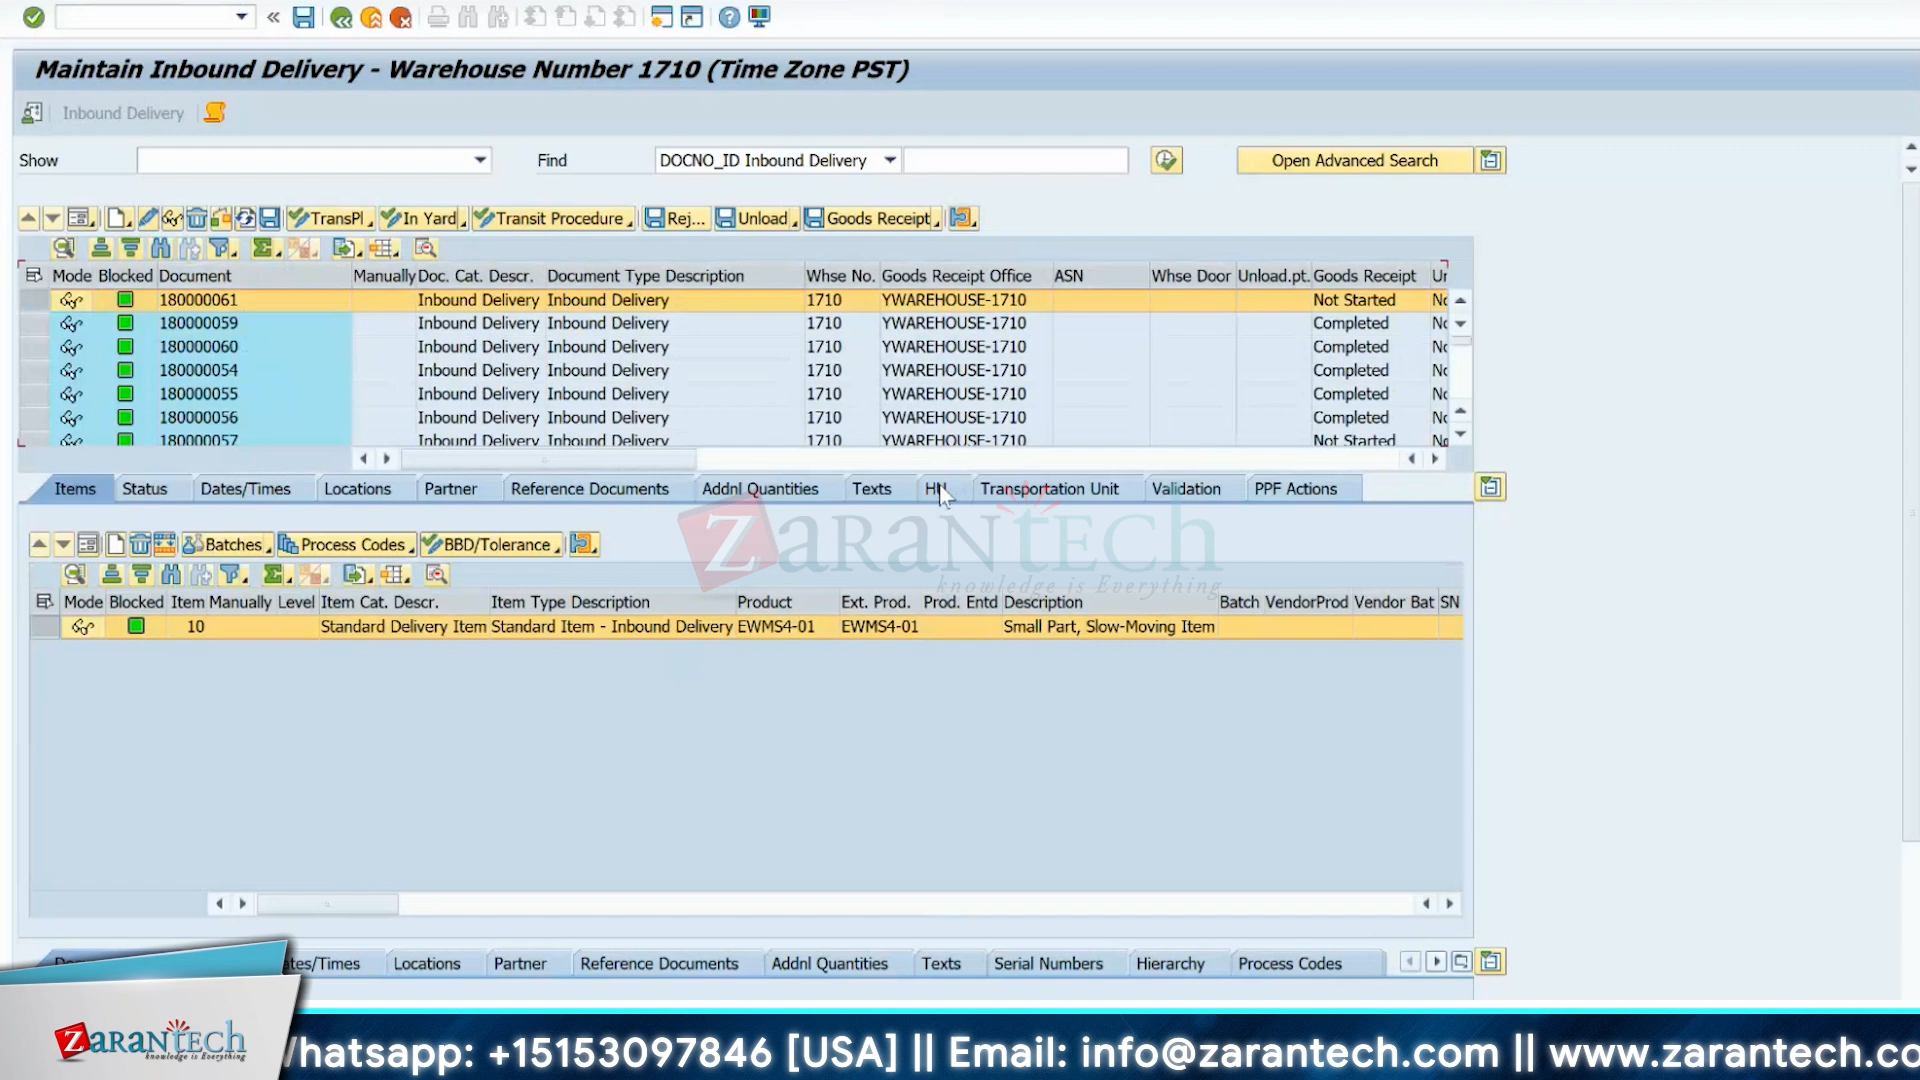 Maintain Inbound Delivery - Warehouse Number 1710 (Time Zone PST)
Inbound Delivery
Show Find DOCNO_ID Inbound Delivery Open Advanced Search
TransPl In Yard Transit Procedure Rej... Unload Goods Receipt
Mode Blocked Document Manually Doc. Cat. Descr. Document Type Description Whse No. Goods Receipt Office ASN Whse Door Unload.pt. Goods Receipt
180000061 Inbound Delivery Inbound Delivery 1710 YWAREHOUSE-1710 Not Started
180000059 Inbound Delivery Inbound Delivery 1710 YWAREHOUSE-1710 Completed
180000060 Inbound Delivery Inbound Delivery 1710 YWAREHOUSE-1710 Completed
180000054 Inbound Delivery Inbound Delivery 1710 YWAREHOUSE-1710 Completed
180000055 Inbound Delivery Inbound Delivery 1710 YWAREHOUSE-1710 Completed
180000056 Inbound Delivery Inbound Delivery 1710 YWAREHOUSE-1710 Completed
180000057 Inbound Delivery Inbound Delivery 1710 YWAREHOUSE-1710 Not Started
Items Status Dates/Times Locations Partner Reference Documents Addnl Quantities Texts HU Transportation Unit Validation PPF Actions
ZaranTech
knowledge is Everything
Batches Process Codes BBD/Tolerance
Mode Blocked Item Manually Level Item Cat. Descr. Item Type Description Product Ext. Prod. Prod. Entd Description Batch VendorProd Vendor Bat SN
10 Standard Delivery Item Standard Item - Inbound Delivery EWMS4-01 EWMS4-01 Small Part, Slow-Moving Item
ates/Times Locations Partner Reference Documents Addnl Quantities Texts Serial Numbers Hierarchy Process Codes
ZaranTech
knowledge is Everything
hatsapp: +15153097846 [USA] || Email: info@zarantech.com || www.zarantech.co